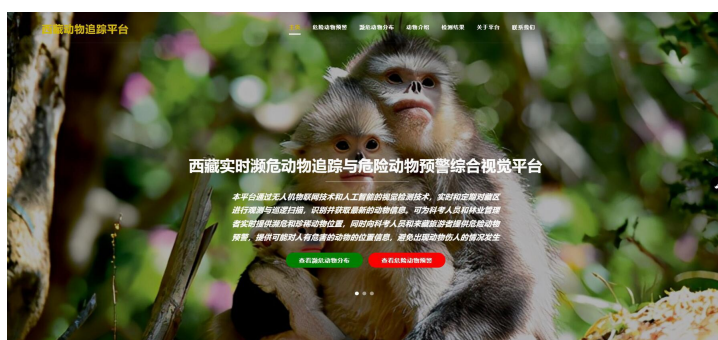 西藏动物追踪平台
主页 危险动物预警 濒危动物分布 动物介绍 检测结果 关于平台 联系我们
西藏实时濒危动物追踪与危险动物预警综合视觉平台
本平台通过无人机物联网技术和人工智能的视觉检测技术，实时和定期对藏区
进行观测与巡逻扫描，识别并获取最新的动物信息。可为科考人员和林业管理
者实时提供濒危和珍稀动物位置，同时向科考人员和来藏旅游者提供危险动物
预警，提供可能对人有危害的动物的位置信息，避免出现动物伤人的情况发生
查看濒危动物分布 查看危险动物预警